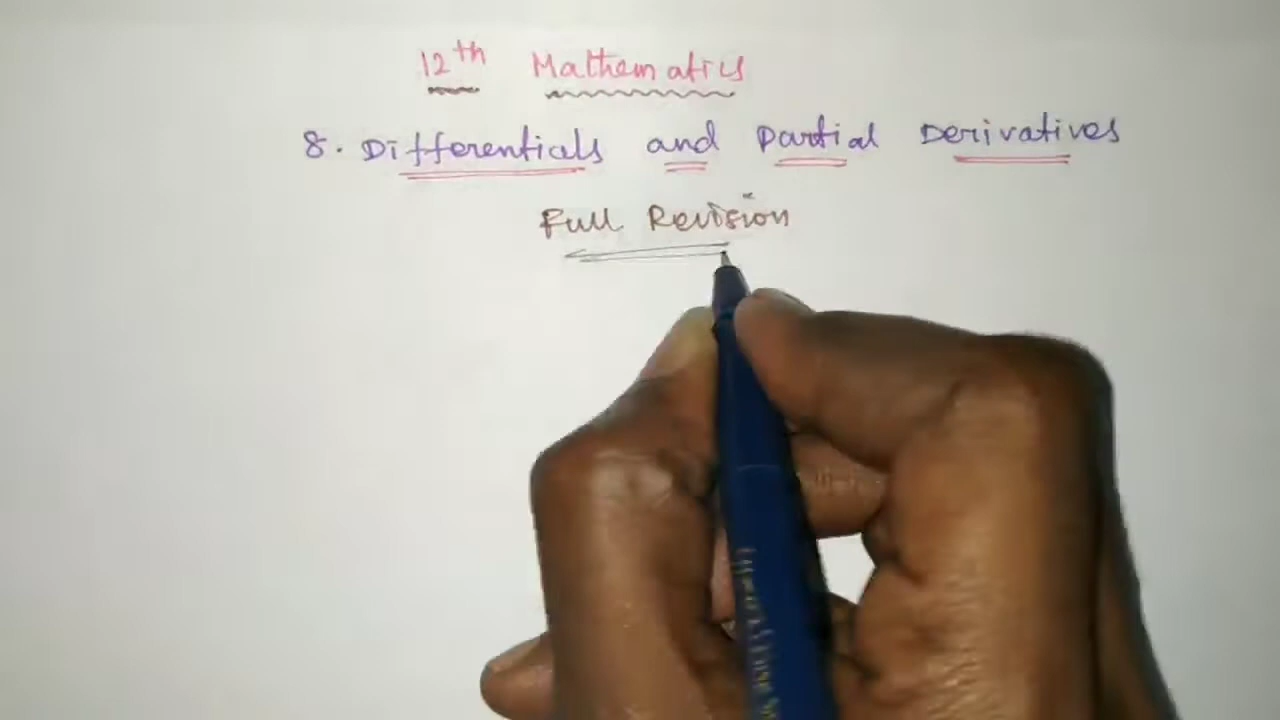 12th Mathematics
8. Differentials and Partial Derivatives
Full Revision